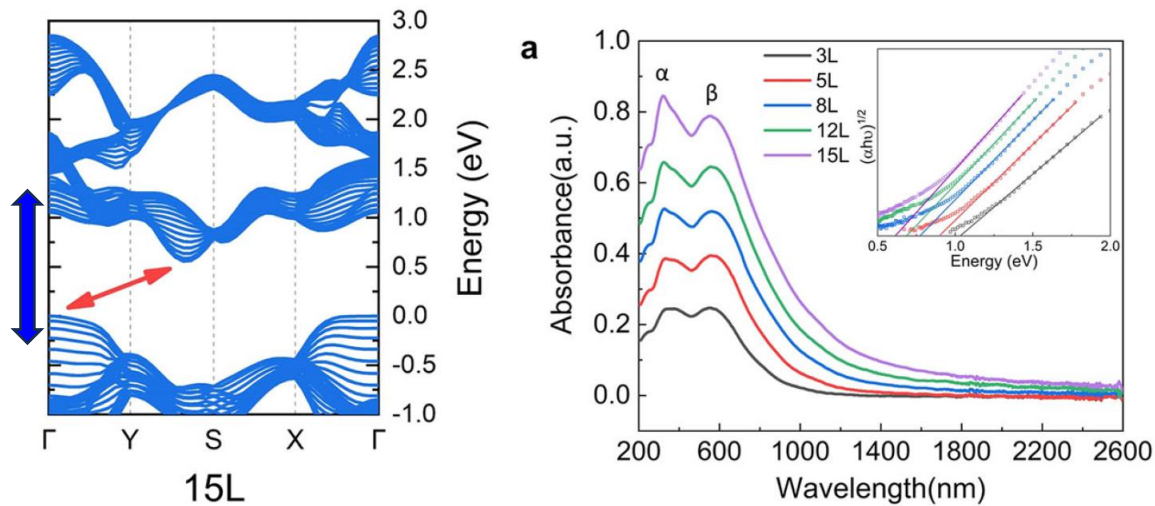 3.0
2.5
2.0
1.5
1.0
0.5
0.0
-0.5
-1.0
Energy (eV)
Γ Y S X Γ
15L
a
1.0
0.8
0.6
0.4
0.2
0.0
Absorbance(a.u.)
α
β
3L
5L
8L
12L
15L
(αhυ)1/2
0.5 1.0 1.5 2.0
Energy (eV)
200 600 1000 1400 1800 2200 2600
Wavelength(nm)